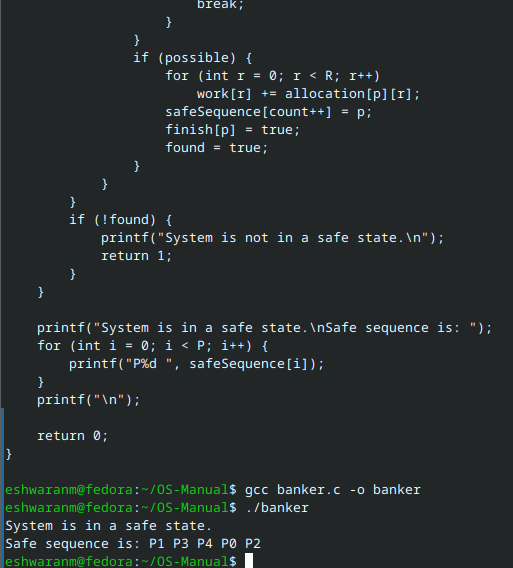 break;
                    }
                }
                if (possible) {
                    for (int r = 0; r < R; r++)
                        work[r] += allocation[p][r];
                    safeSequence[count++] = p;
                    finish[p] = true;
                    found = true;
                }
            }
        }
        if (!found) {
            printf("System is not in a safe state.\n");
            return 1;
        }
    }

    printf("System is in a safe state.\nSafe sequence is: ");
    for (int i = 0; i < P; i++) {
        printf("P%d ", safeSequence[i]);
    }
    printf("\n");

    return 0;
}

eshwaranm@fedora:~/OS-Manual$ gcc banker.c -o banker
eshwaranm@fedora:~/OS-Manual$ ./banker
System is in a safe state.
Safe sequence is: P1 P3 P4 P0 P2
eshwaranm@fedora:~/OS-Manual$